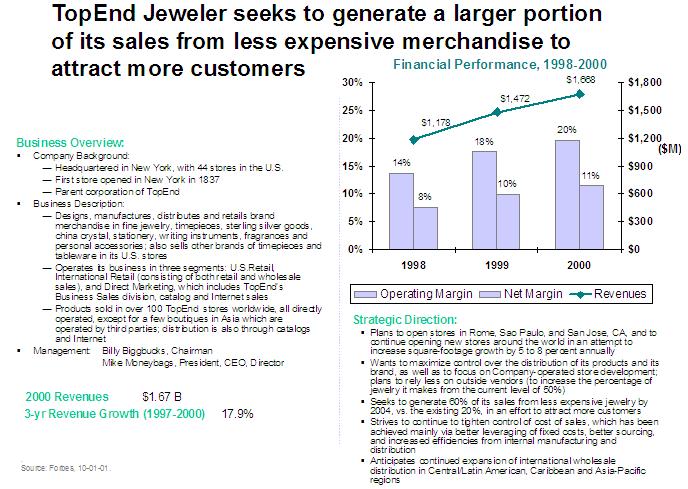 TopEnd Jeweler seeks to generate a larger portion
of its sales from less expensive merchandise to
attract more customers
Business Overview:
▪ Company Background:
— Headquartered in New York, with 44 stores in the U.S.
— First store opened in New York in 1837
— Parent corporation of TopEnd
▪ Business Description:
— Designs, manufactures, distributes and retails brand
merchandise in fine jewelry, timepieces, sterling silver goods,
china crystal, stationery, writing instruments, fragrances and
personal accessories; also sells other brands of timepieces and
tableware in its U.S. stores
— Operates its business in three segments: U.S.Retail,
International Retail (consisting of both retail and wholesale
sales), and Direct Marketing, which includes TopEnd's
Business Sales division, catalog and Internet sales
— Products sold in over 100 TopEnd stores worldwide, all directly
operated, except for a few boutiques in Asia which are
operated by third parties; distribution is also through catalogs
and Internet
▪ Management: Billy Biggbucks, Chairman
Mike Moneybags, President, CEO, Director
2000 Revenues $1.67 B
3-yr Revenue Growth (1997-2000) 17.9%
Source: Forbes, 10-01-01.
Financial Performance, 1998-2000
30%
25%
20%
15%
10%
5%
0%
$1,178
$1,472
$1,668
14%
8%
18%
10%
20%
11%
$1,800
$1,500
$1,200
$900
$600
$300
$0
($M)
1998 1999 2000
Operating Margin Net Margin Revenues
Strategic Direction:
▪ Plans to open stores in Rome, Sao Paulo, and San Jose, CA, and to
continue opening new stores around the world in an attempt to
increase square-footage growth by 5 to 8 percent annually
▪ Wants to maximize control over the distribution of its products and its
brand, as well as to focus on Company-operated store development;
plans to rely less on outside vendors (to increase the percentage of
jewelry it makes from the current level of 50%)
▪ Seeks to generate 60% of its sales from less expensive jewelry by
2004, vs. the existing 20%, in an effort to attract more customers
▪ Strives to continue to tighten control of cost of sales, which has been
achieved mainly via better leveraging of fixed costs, better sourcing,
and increased efficiencies from internal manufacturing and
distribution
▪ Anticipates continued expansion of international wholesale
distribution in Central/Latin American, Caribbean and Asia-Pacific
regions